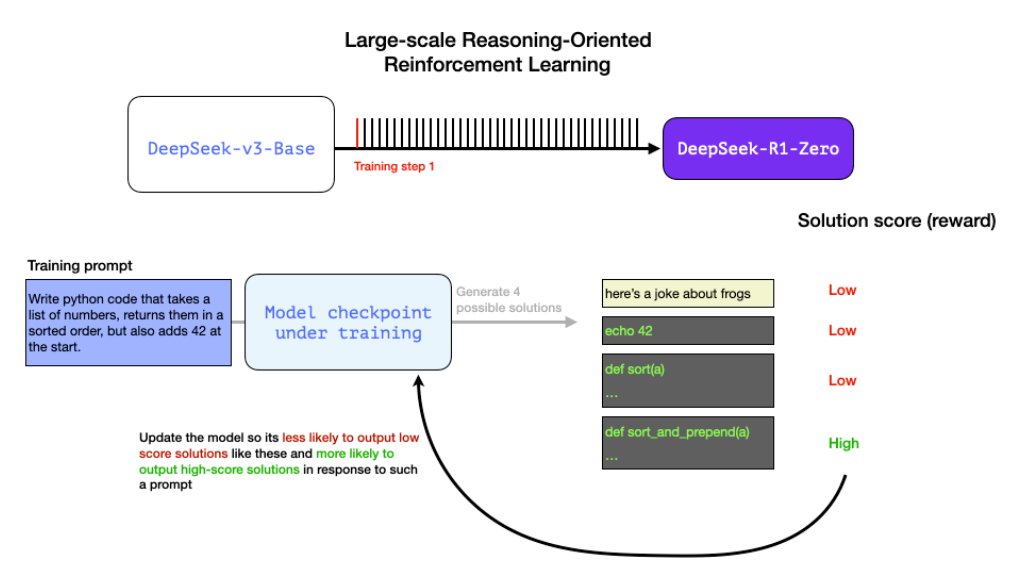 Large-scale Reasoning-Oriented
Reinforcement Learning
DeepSeek-v3-Base
DeepSeek-R1-Zero
Training step 1
Solution score (reward)
Training prompt
Write python code that takes a
list of numbers, returns them in a
sorted order, but also adds 42 at
the start.
Model checkpoint
under training
Generate 4
possible solutions
here's a joke about frogs
Low
echo 42
Low
def sort(a)
...
Low
def sort_and_prepend(a)
...
High
Update the model so its less likely to output low
score solutions like these and more likely to
output high-score solutions in response to such
a prompt